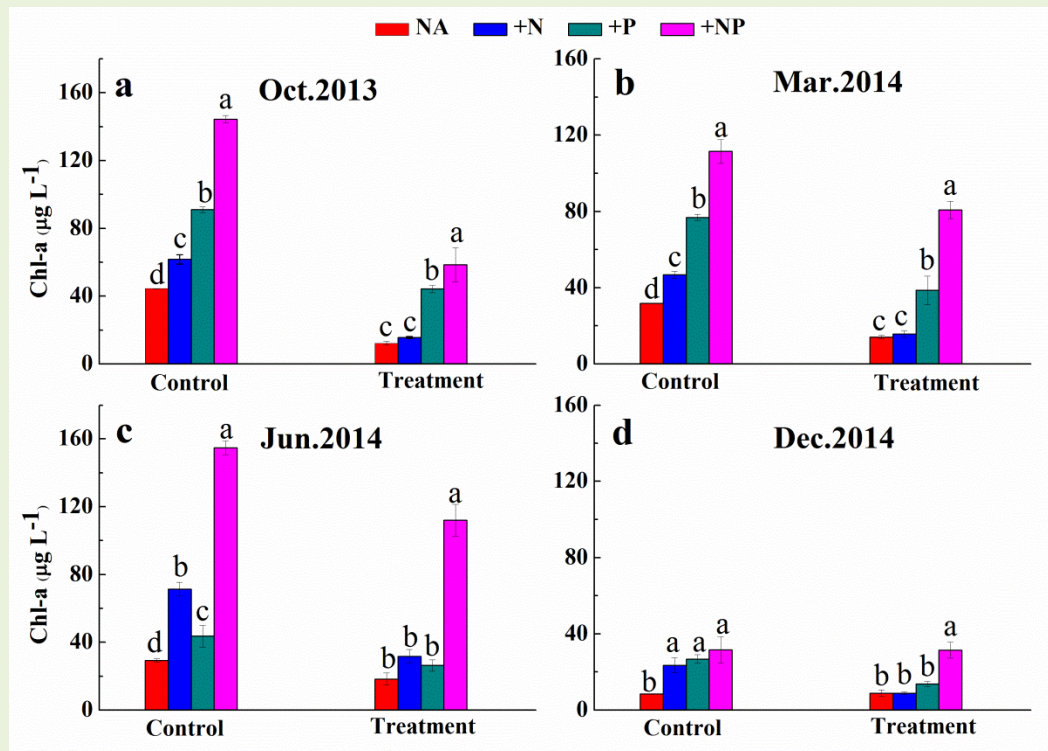 NA +N +P +NP
a Oct.2013
Chl-a (µg L-1)
160
120
80
40
0
d c b a
c c b a
Control Treatment
b Mar.2014
160
120
80
40
0
d c b a
c c b a
Control Treatment
c Jun.2014
Chl-a (µg L-1)
160
120
80
40
0
d b c a
b b b a
Control Treatment
d Dec.2014
160
120
80
40
0
b a a a
b b b a
Control Treatment